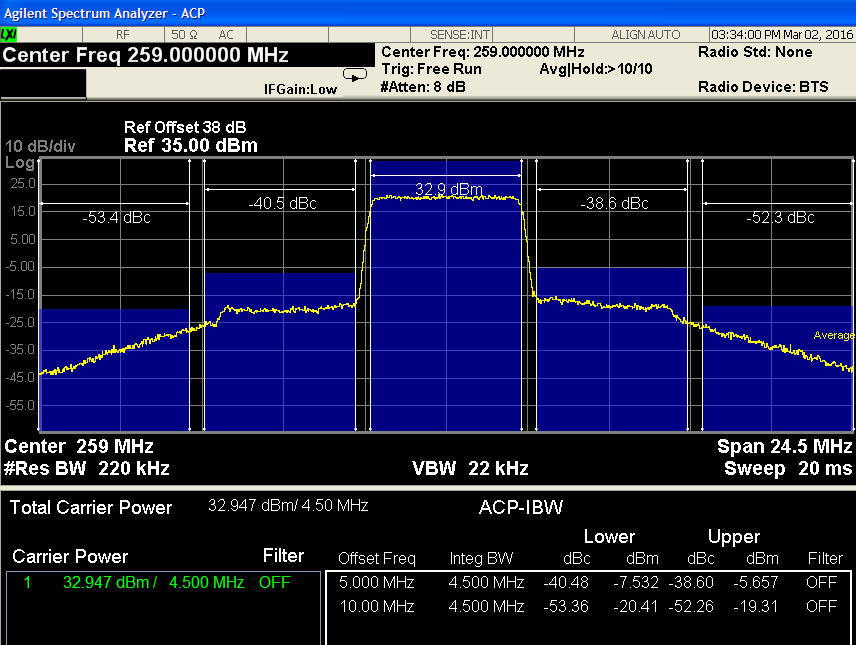 Agilent Spectrum Analyzer - ACP
LXI RF 50 Ω AC SENSE:INT ALIGN AUTO 03:34:00 PM Mar 02, 2016
Center Freq 259.000000 MHz
Center Freq: 259.000000 MHz Radio Std: None
Trig: Free Run Avg|Hold:>10/10
IFGain:Low #Atten: 8 dB Radio Device: BTS
Ref Offset 38 dB
10 dB/div Ref 35.00 dBm
Log
25.0
15.0
5.00
-5.00
-15.0
-25.0
-35.0
-45.0
-55.0
-53.4 dBc -40.5 dBc 32.9 dBm -38.6 dBc -52.3 dBc
Average
Center 259 MHz Span 24.5 MHz
#Res BW 220 kHz VBW 22 kHz Sweep 20 ms
Total Carrier Power 32.947 dBm/ 4.50 MHz ACP-IBW
Lower Upper
Carrier Power Filter Offset Freq Integ BW dBc dBm dBc dBm Filter
1 32.947 dBm / 4.500 MHz OFF 5.000 MHz 4.500 MHz -40.48 -7.532 -38.60 -5.657 OFF
10.00 MHz 4.500 MHz -53.36 -20.41 -52.26 -19.31 OFF